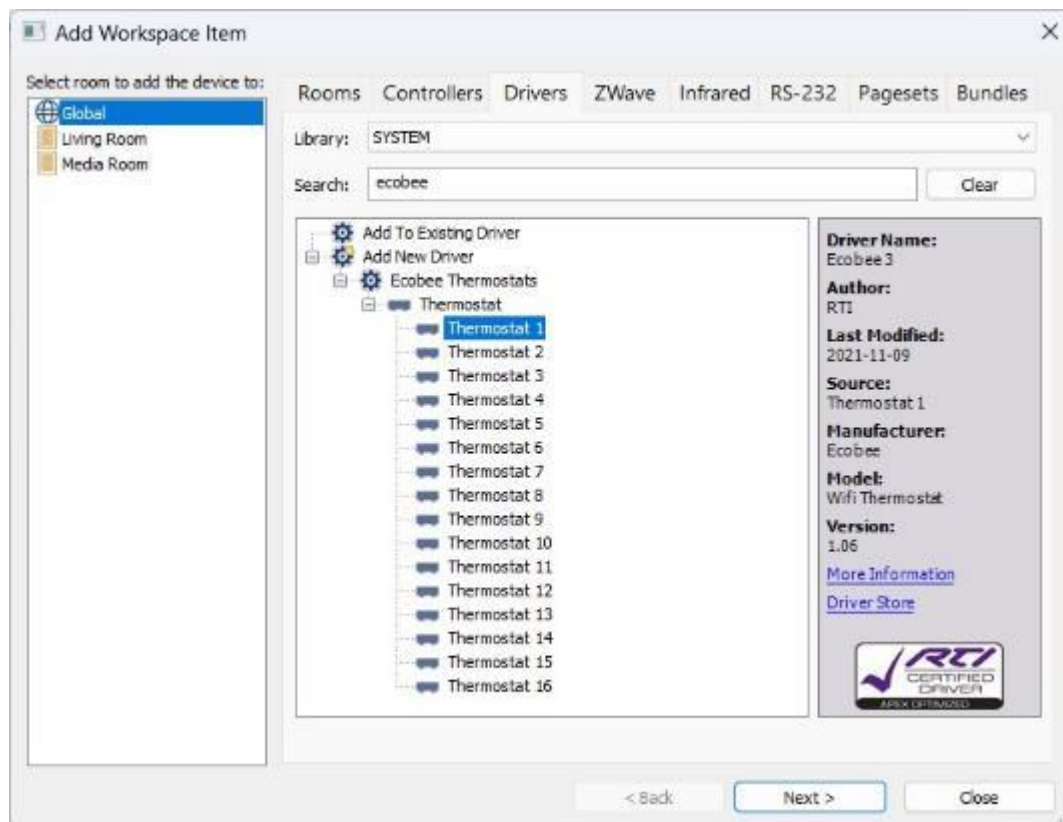 Add Workspace Item
Select room to add the device to:
Global
Living Room
Media Room
Rooms Controllers Drivers ZWave Infrared RS-232 Pagesets Bundles
Library: SYSTEM
Search: ecobee Clear
Add To Existing Driver
Add New Driver
Ecobee Thermostats
Thermostat
Thermostat 1
Thermostat 2
Thermostat 3
Thermostat 4
Thermostat 5
Thermostat 6
Thermostat 7
Thermostat 8
Thermostat 9
Thermostat 10
Thermostat 11
Thermostat 12
Thermostat 13
Thermostat 14
Thermostat 15
Thermostat 16
Driver Name:
Ecobee 3
Author:
RTI
Last Modified:
2021-11-09
Source:
Thermostat 1
Manufacturer:
Ecobee
Model:
Wifi Thermostat
Version:
1.06
More Information
Driver Store
RTI
CERTIFIED
DRIVER
APEX OPTIMIZED
< Back Next > Close